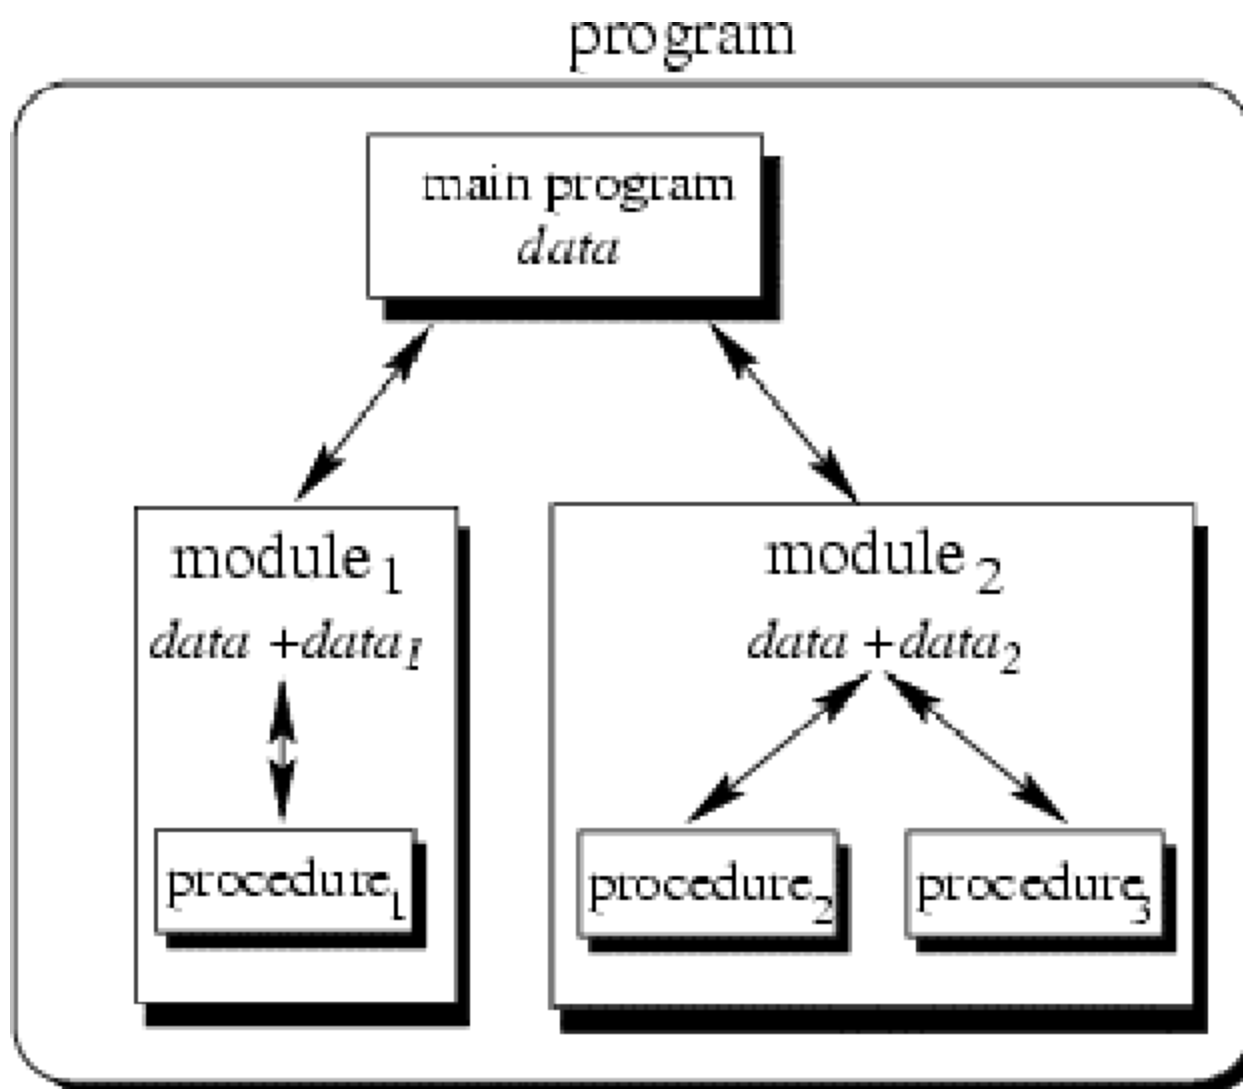 program
main program
data
module₁
data +data₁
procedure₁
module₂
data +data₂
procedure₂
procedure₃